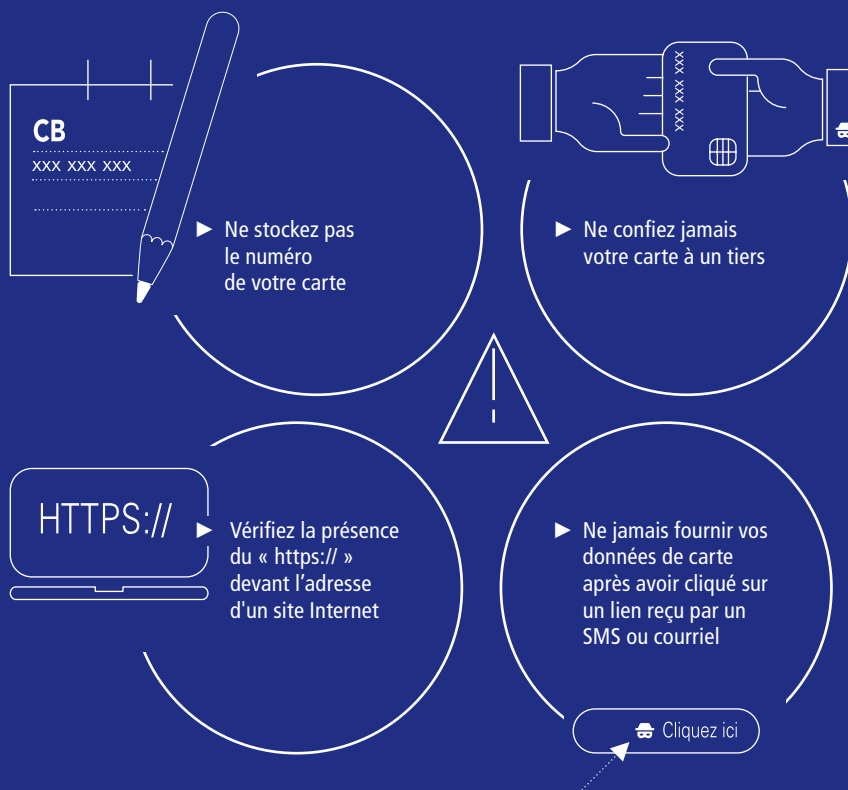 CB
XXX XXX XXX
XXX XXX XXX
► Ne stockez pas
le numéro
de votre carte
► Ne confiez jamais
votre carte à un tiers
HTTPS://
► Vérifiez la présence
du « https:// »
devant l'adresse
d'un site Internet
► Ne jamais fournir vos
données de carte
après avoir cliqué sur
un lien reçu par un
SMS ou courriel
Cliquez ici